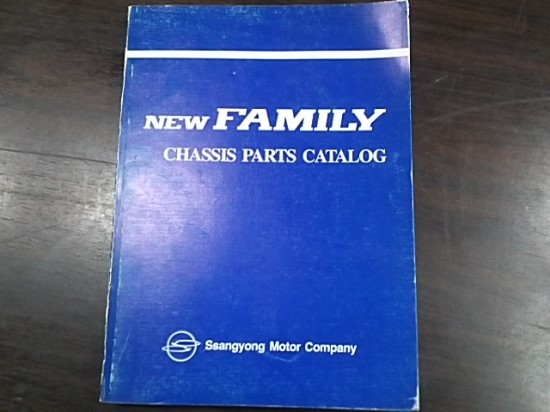 NEW FAMILY
CHASSIS PARTS CATALOG
Ssangyong Motor Company